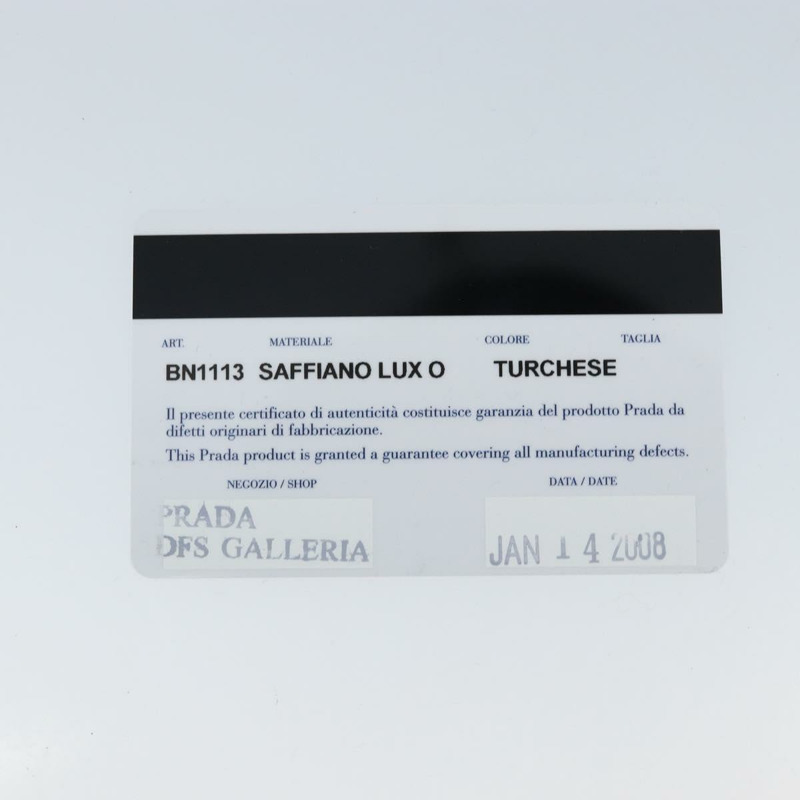 ART. MATERIALE COLORE TAGLIA
BN1113 SAFFIANO LUX O TURCHESE
Il presente certificato di autenticità costituisce garanzia del prodotto Prada da
difetti originari di fabbricazione.
This Prada product is granted a guarantee covering all manufacturing defects.
NEGOZIO / SHOP DATA / DATE
PRADA
DFS GALLERIA JAN 14 2008